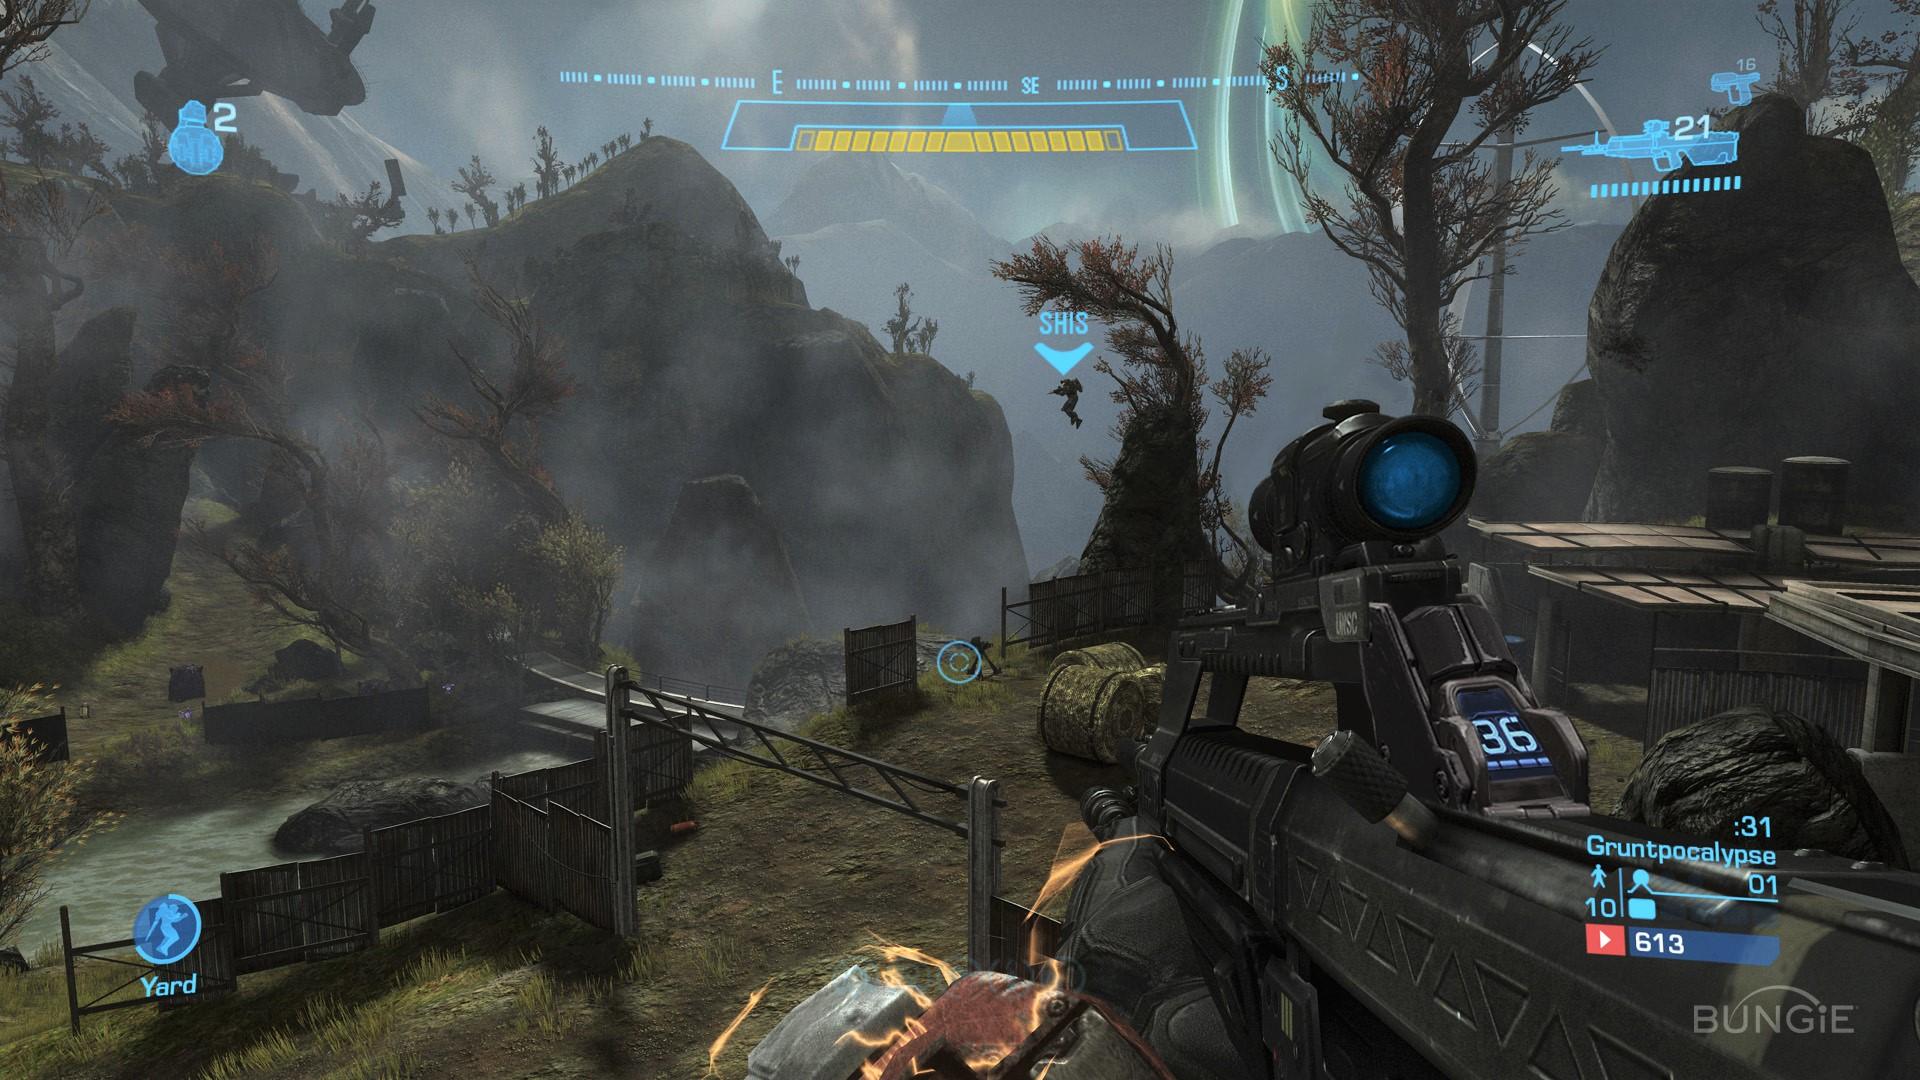 E
SE
S
16
2
21
SHIS
UNSC
36
:31
Gruntpocalypse
01
10
613
Yard
BUNGiE